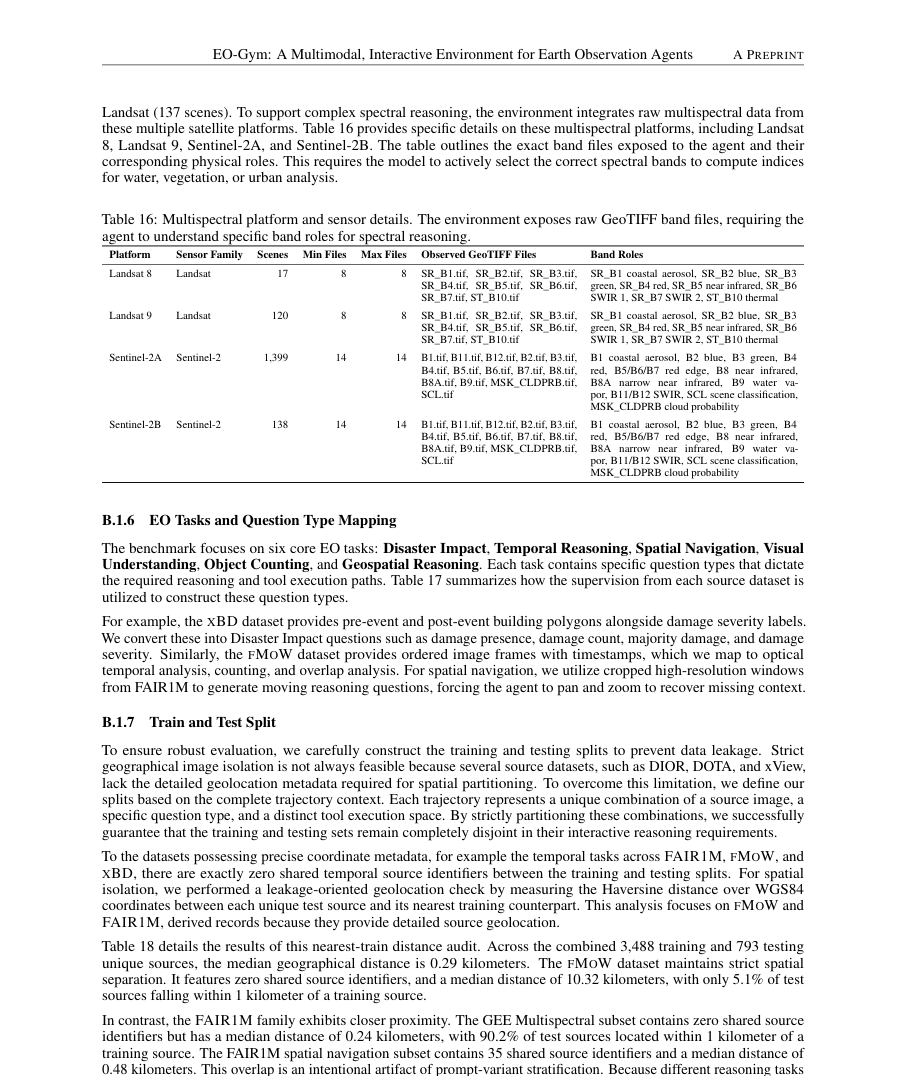 EO-Gym: A Multimodal, Interactive Environment for Earth Observation Agents A PREPRINT
Landsat (137 scenes). To support complex spectral reasoning, the environment integrates raw multispectral data from
these multiple satellite platforms. Table 16 provides specific details on these multispectral platforms, including Landsat
8, Landsat 9, Sentinel-2A, and Sentinel-2B. The table outlines the exact band files exposed to the agent and their
corresponding physical roles. This requires the model to actively select the correct spectral bands to compute indices
for water, vegetation, or urban analysis.
Table 16: Multispectral platform and sensor details. The environment exposes raw GeoTIFF band files, requiring the
agent to understand specific band roles for spectral reasoning.
Platform Sensor Family Scenes Min Files Max Files Observed GeoTIFF Files Band Roles
Landsat 8 Landsat 17 8 8 SR_B1.tif, SR_B2.tif, SR_B3.tif, SR_B1 coastal aerosol, SR_B2 blue, SR_B3
SR_B4.tif, SR_B5.tif, SR_B6.tif, green, SR_B4 red, SR_B5 near infrared, SR_B6
SR_B7.tif, ST_B10.tif SWIR 1, SR_B7 SWIR 2, ST_B10 thermal
Landsat 9 Landsat 120 8 8 SR_B1.tif, SR_B2.tif, SR_B3.tif, SR_B1 coastal aerosol, SR_B2 blue, SR_B3
SR_B4.tif, SR_B5.tif, SR_B6.tif, green, SR_B4 red, SR_B5 near infrared, SR_B6
SR_B7.tif, ST_B10.tif SWIR 1, SR_B7 SWIR 2, ST_B10 thermal
Sentinel-2A Sentinel-2 1,399 14 14 B1.tif, B11.tif, B12.tif, B2.tif, B3.tif, B1 coastal aerosol, B2 blue, B3 green, B4
B4.tif, B5.tif, B6.tif, B7.tif, B8.tif, red, B5/B6/B7 red edge, B8 near infrared,
B8A.tif, B9.tif, MSK_CLDPRB.tif, B8A narrow near infrared, B9 water va-
SCL.tif por, B11/B12 SWIR, SCL scene classification,
MSK_CLDPRB cloud probability
Sentinel-2B Sentinel-2 138 14 14 B1.tif, B11.tif, B12.tif, B2.tif, B3.tif, B1 coastal aerosol, B2 blue, B3 green, B4
B4.tif, B5.tif, B6.tif, B7.tif, B8.tif, red, B5/B6/B7 red edge, B8 near infrared,
B8A.tif, B9.tif, MSK_CLDPRB.tif, B8A narrow near infrared, B9 water va-
SCL.tif por, B11/B12 SWIR, SCL scene classification,
MSK_CLDPRB cloud probability
B.1.6 EO Tasks and Question Type Mapping
The benchmark focuses on six core EO tasks: Disaster Impact, Temporal Reasoning, Spatial Navigation, Visual
Understanding, Object Counting, and Geospatial Reasoning. Each task contains specific question types that dictate
the required reasoning and tool execution paths. Table 17 summarizes how the supervision from each source dataset is
utilized to construct these question types.
For example, the XBD dataset provides pre-event and post-event building polygons alongside damage severity labels.
We convert these into Disaster Impact questions such as damage presence, damage count, majority damage, and damage
severity. Similarly, the FMOW dataset provides ordered image frames with timestamps, which we map to optical
temporal analysis, counting, and overlap analysis. For spatial navigation, we utilize cropped high-resolution windows
from FAIR1M to generate moving reasoning questions, forcing the agent to pan and zoom to recover missing context.
B.1.7 Train and Test Split
To ensure robust evaluation, we carefully construct the training and testing splits to prevent data leakage. Strict
geographical image isolation is not always feasible because several source datasets, such as DIOR, DOTA, and xView,
lack the detailed geolocation metadata required for spatial partitioning. To overcome this limitation, we define our
splits based on the complete trajectory context. Each trajectory represents a unique combination of a source image, a
specific question type, and a distinct tool execution space. By strictly partitioning these combinations, we successfully
guarantee that the training and testing sets remain completely disjoint in their interactive reasoning requirements.
To the datasets possessing precise coordinate metadata, for example the temporal tasks across FAIR1M, FMOW, and
XBD, there are exactly zero shared temporal source identifiers between the training and testing splits. For spatial
isolation, we performed a leakage-oriented geolocation check by measuring the Haversine distance over WGS84
coordinates between each unique test source and its nearest training counterpart. This analysis focuses on FMOW and
FAIR1M, derived records because they provide detailed source geolocation.
Table 18 details the results of this nearest-train distance audit. Across the combined 3,488 training and 793 testing
unique sources, the median geographical distance is 0.29 kilometers. The FMOW dataset maintains strict spatial
separation. It features zero shared source identifiers, and a median distance of 10.32 kilometers, with only 5.1% of test
sources falling within 1 kilometer of a training source.
In contrast, the FAIR1M family exhibits closer proximity. The GEE Multispectral subset contains zero shared source
identifiers but has a median distance of 0.24 kilometers, with 90.2% of test sources located within 1 kilometer of a
training source. The FAIR1M spatial navigation subset contains 35 shared source identifiers and a median distance of
0.48 kilometers. This overlap is an intentional artifact of prompt-variant stratification. Because different reasoning tasks